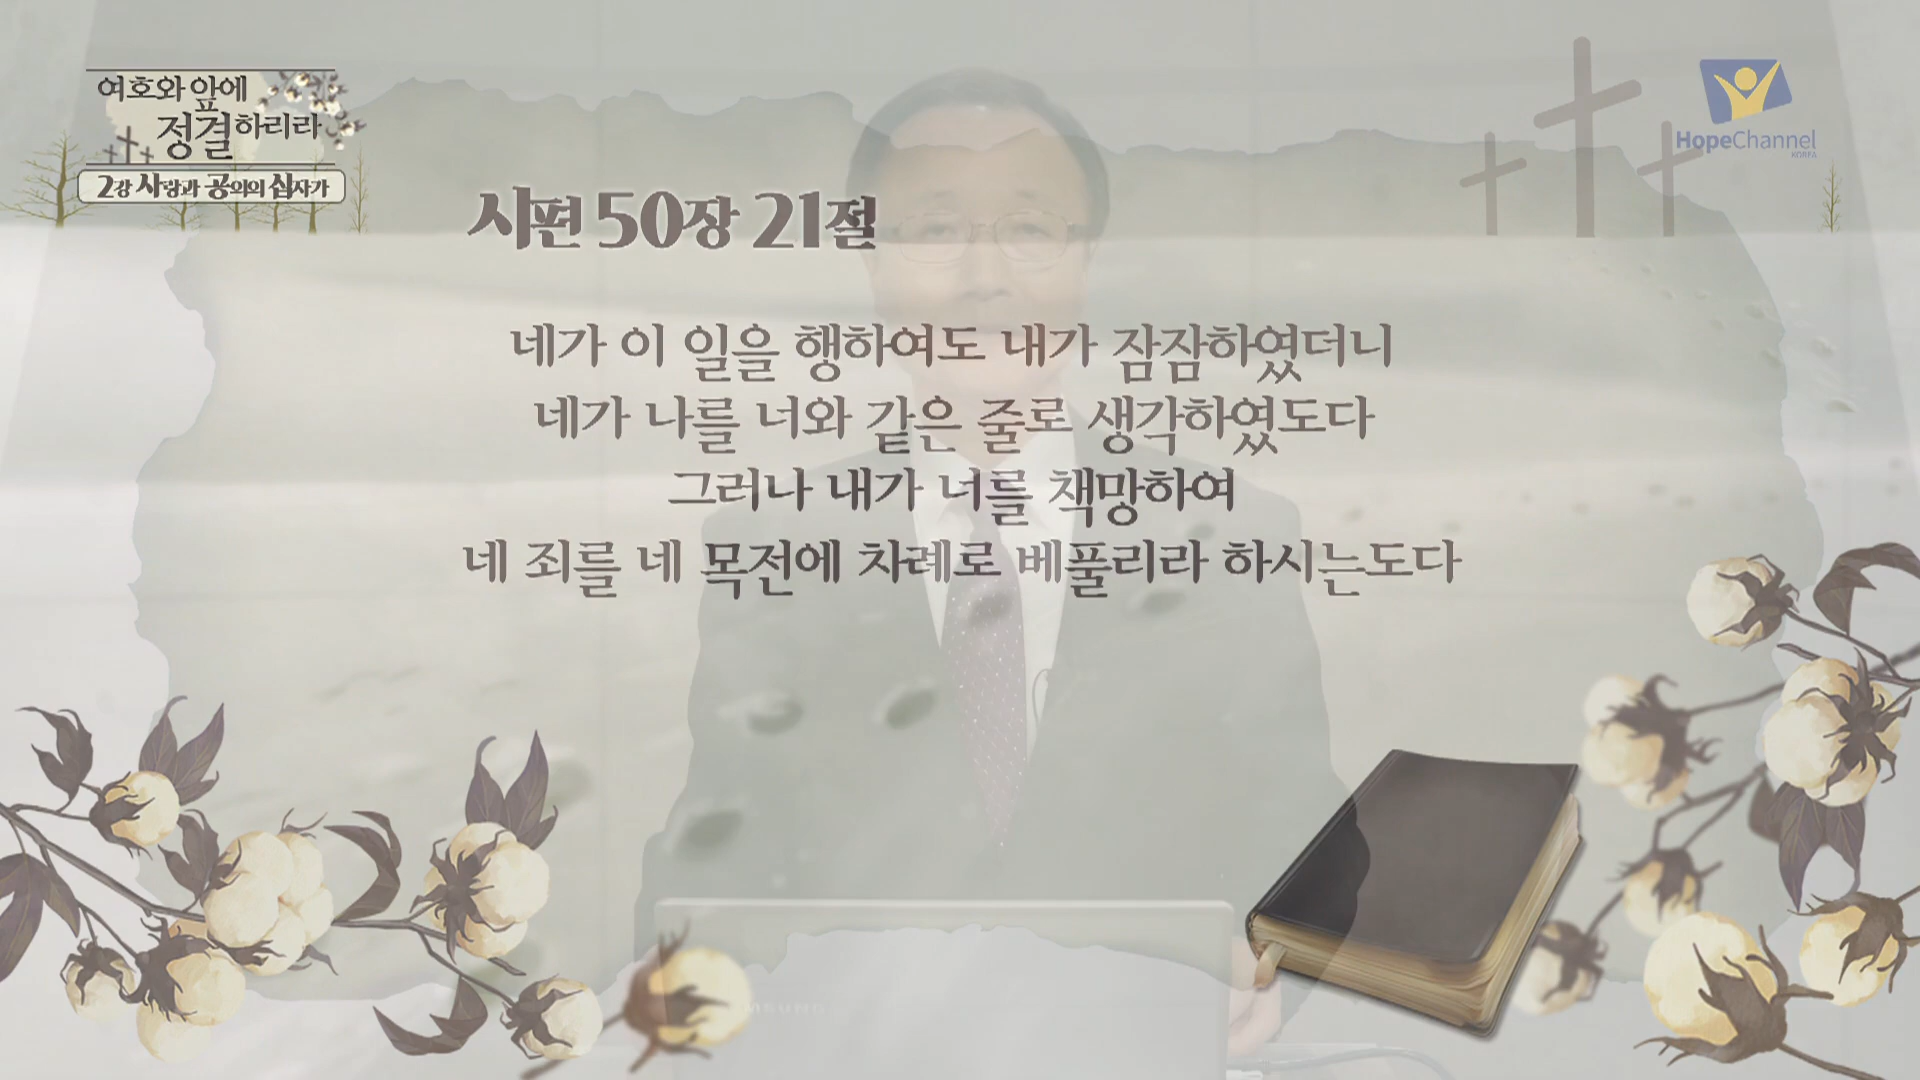 여호와 앞에
정결하리라
2강 사랑과 공의의 십자가
HopeChannel
KOREA
시편 50장 21절
네가 이 일을 행하여도 내가 잠잠하였더니
네가 나를 너와 같은 줄로 생각하였도다
그러나 내가 너를 책망하여
네 죄를 네 목전에 차례로 베풀리라 하시는도다